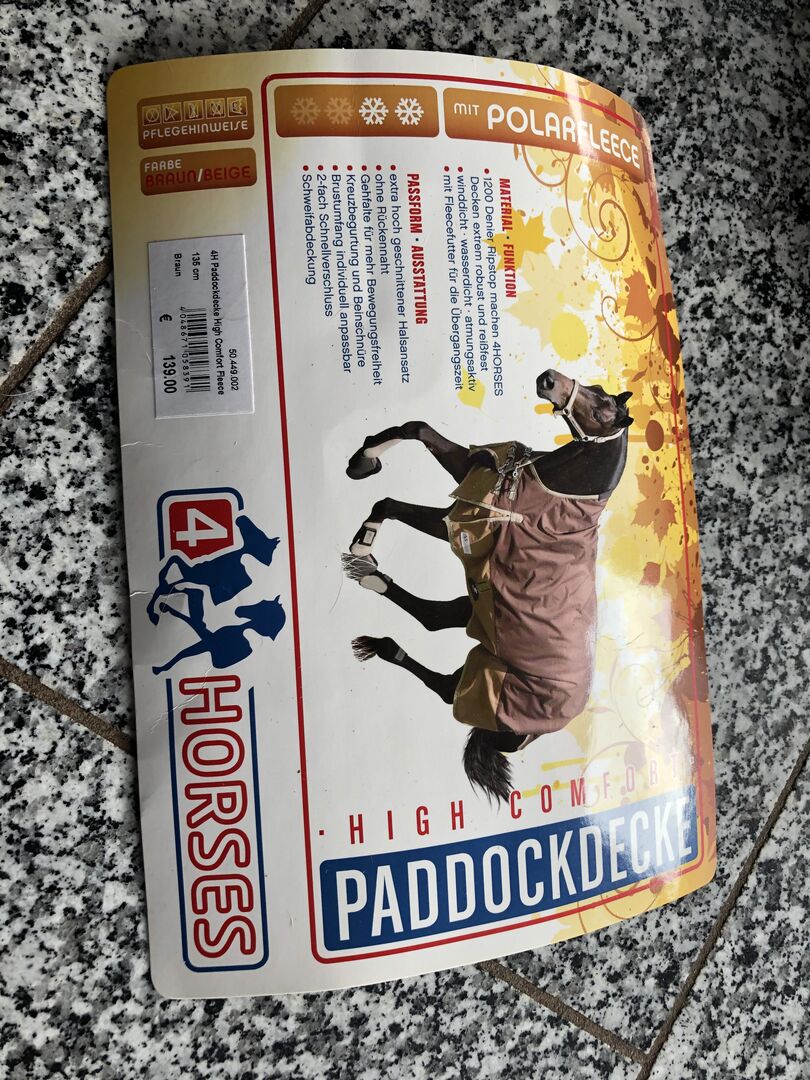 4 HORSES
· HIGH COMFORT ·
PADDOCKDECKE
MIT POLARFLEECE
MATERIAL · FUNKTION
• 1200 Denier Ripstop machen 4HORSES
Decken extrem robust und reißfest
• winddicht · wasserdicht · atmungsaktiv
• mit Fleecefutter für die Übergangszeit
PASSFORM · AUSSTATTUNG
• extra hoch geschnittener Halsansatz
• ohne Rückennaht
• Gehfalte für mehr Bewegungsfreiheit
• Kreuzbegurtung und Beinschnüre
• Brustumfang individuell anpassbar
• 2-fach Schnellverschluss
• Schweifabdeckung
PFLEGEHINWEISE
FARBE
BRAUN/BEIGE
50.449.002
4H Paddockdecke High Comfort Fleece
135 cm
Braun
4048671058391
€ 139.00